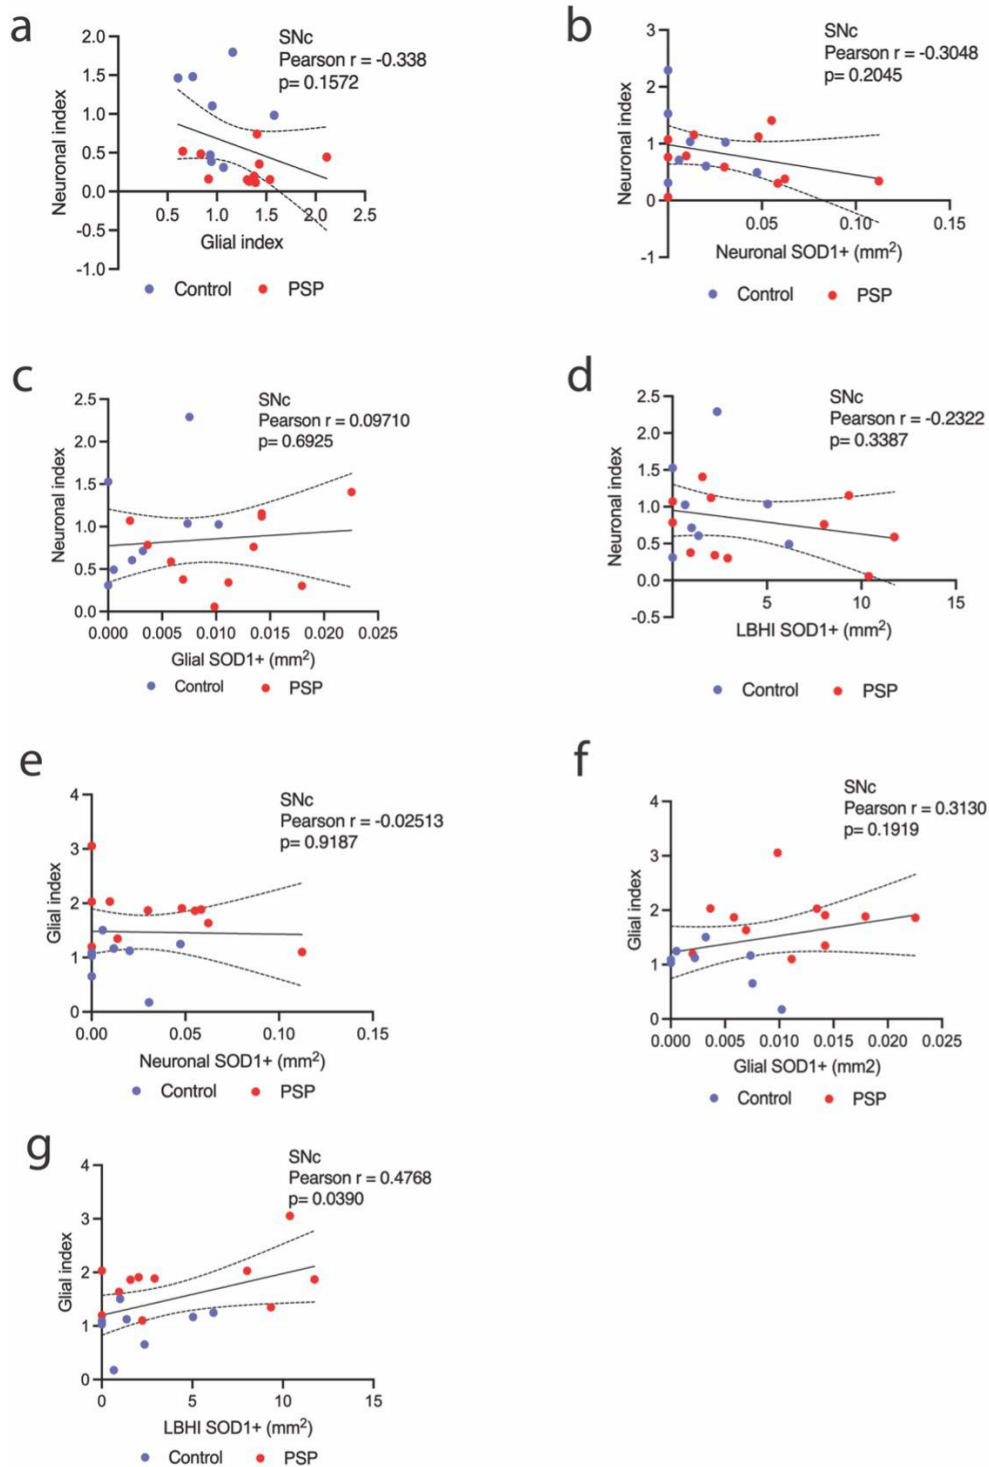 a
SNc
Pearson r = -0.338
p= 0.1572
Neuronal index
2.0
1.5
1.0
0.5
0.0
-0.5
-1.0
0.5 1.0 1.5 2.0 2.5
Glial index
Control PSP
b
SNc
Pearson r = -0.3048
p= 0.2045
Neuronal index
3
2
1
0
-1
0.05 0.10 0.15
Neuronal SOD1+ (mm²)
Control PSP
c
SNc
Pearson r = 0.09710
p= 0.6925
Neuronal index
2.5
2.0
1.5
1.0
0.5
0.0
0.000 0.005 0.010 0.015 0.020 0.025
Glial SOD1+ (mm²)
Control PSP
d
SNc
Pearson r = -0.2322
p= 0.3387
Neuronal index
2.5
2.0
1.5
1.0
0.5
0.0
-0.5
5 10 15
LBHI SOD1+ (mm²)
Control PSP
e
SNc
Pearson r = -0.02513
p= 0.9187
Glial index
4
3
2
1
0
0.00 0.05 0.10 0.15
Neuronal SOD1+ (mm²)
Control PSP
f
SNc
Pearson r = 0.3130
p= 0.1919
Glial index
4
3
2
1
0
0.000 0.005 0.010 0.015 0.020 0.025
Glial SOD1+ (mm2)
Control PSP
g
SNc
Pearson r = 0.4768
p= 0.0390
Glial index
4
3
2
1
0
0 5 10 15
LBHI SOD1+ (mm²)
Control PSP